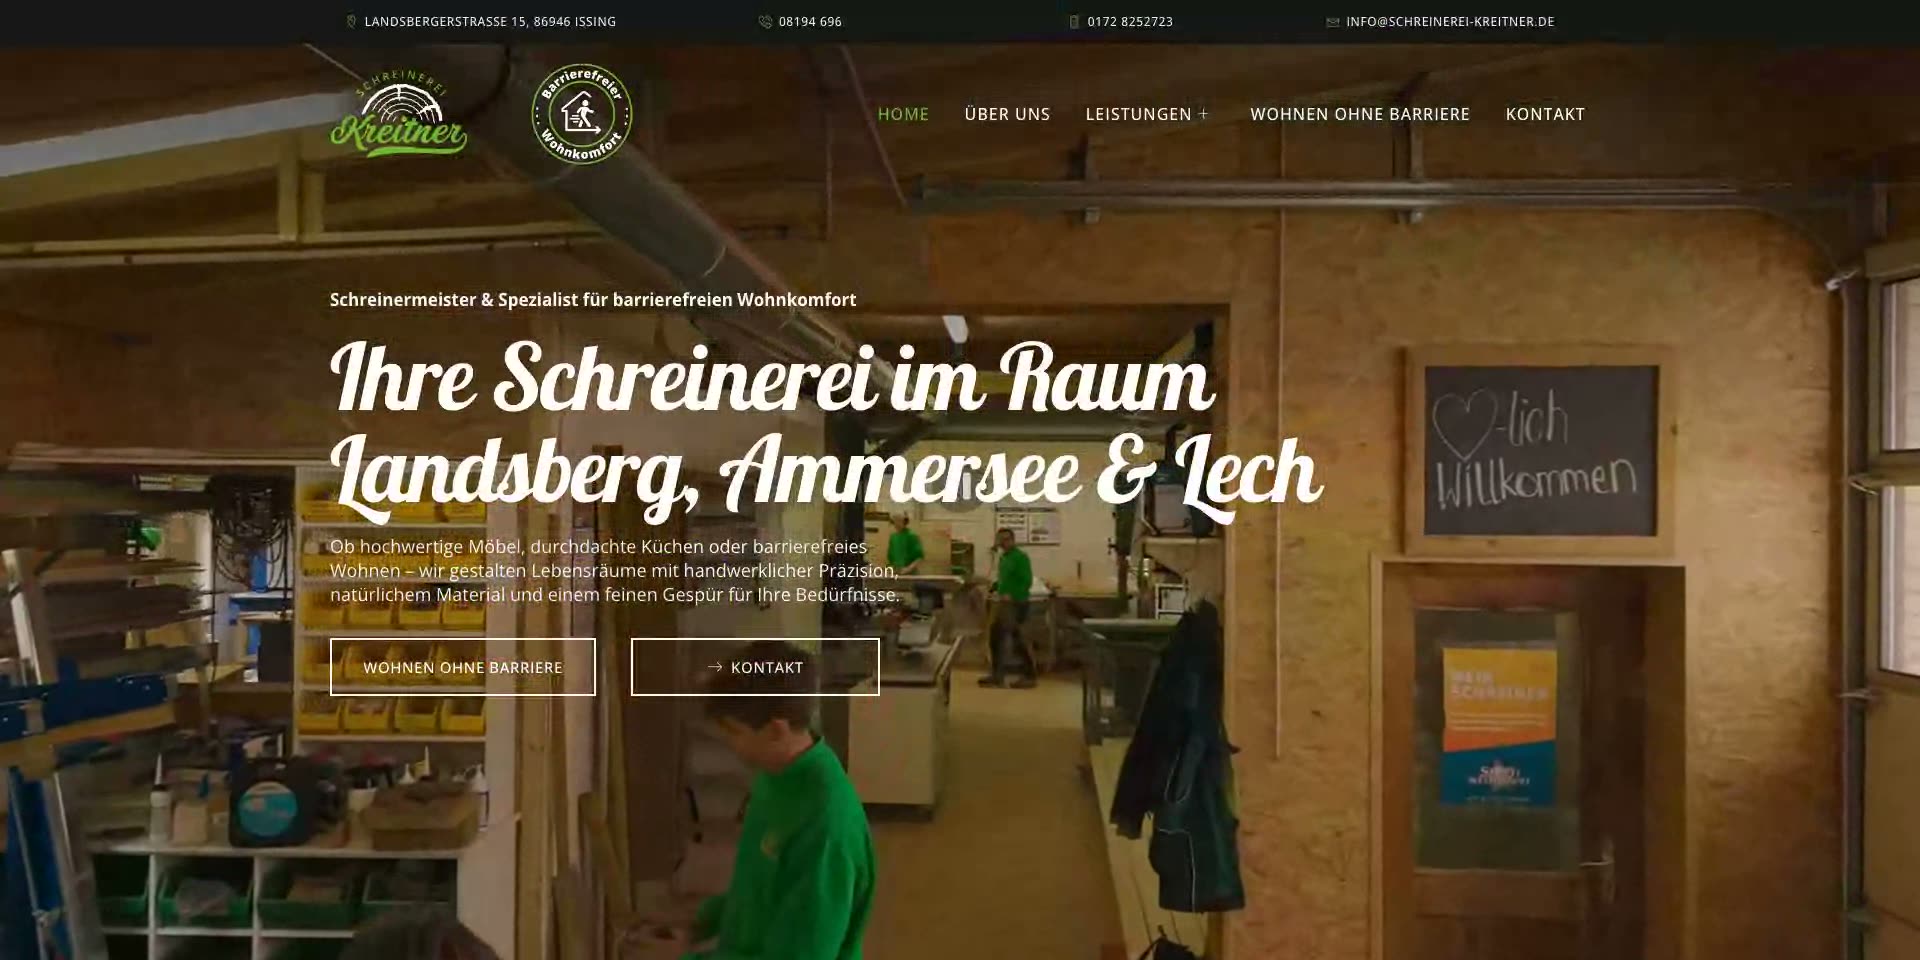 LANDSBERGERSTRASSE 15, 86946 ISSING
08194 696
0172 8252723
INFO@SCHREINEREI-KREITNER.DE
SCHREINEREI
Kreitner
Barrierefreier
Wohnkomfort
HOME
ÜBER UNS
LEISTUNGEN +
WOHNEN OHNE BARRIERE
KONTAKT
Schreinermeister & Spezialist für barrierefreien Wohnkomfort
Ihre Schreinerei im Raum
Landsberg, Ammersee & Lech
-lich
Willkommen
Ob hochwertige Möbel, durchdachte Küchen oder barrierefreies
Wohnen – wir gestalten Lebensräume mit handwerklicher Präzision,
natürlichem Material und einem feinen Gespür für Ihre Bedürfnisse.
WOHNEN OHNE BARRIERE
→ KONTAKT
MEIN
SCHREINER